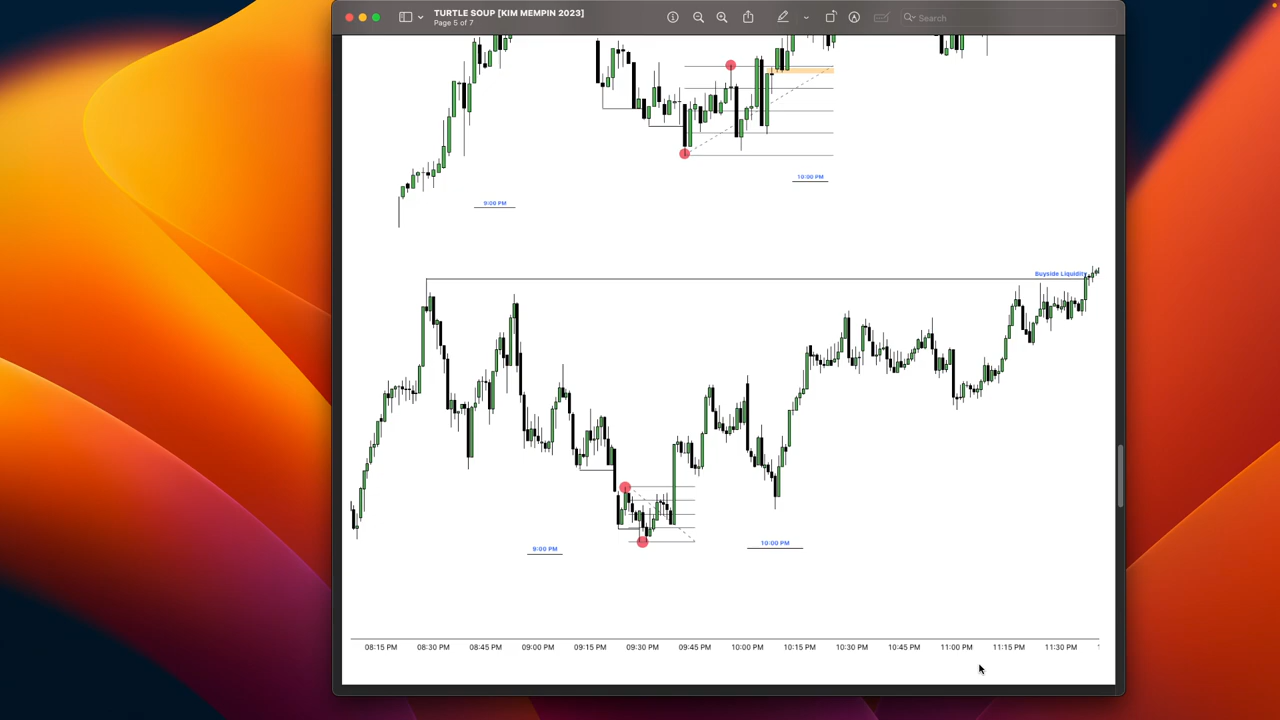 TURTLE SOUP [KIM MEMPIN 2023]
Page 5 of 7
Search
10:00 PM
9:00 PM
Buyside Liquidity
9:00 PM
10:00 PM
08:15 PM 08:30 PM 08:45 PM 09:00 PM 09:15 PM 09:30 PM 09:45 PM 10:00 PM 10:15 PM 10:30 PM 10:45 PM 11:00 PM 11:15 PM 11:30 PM